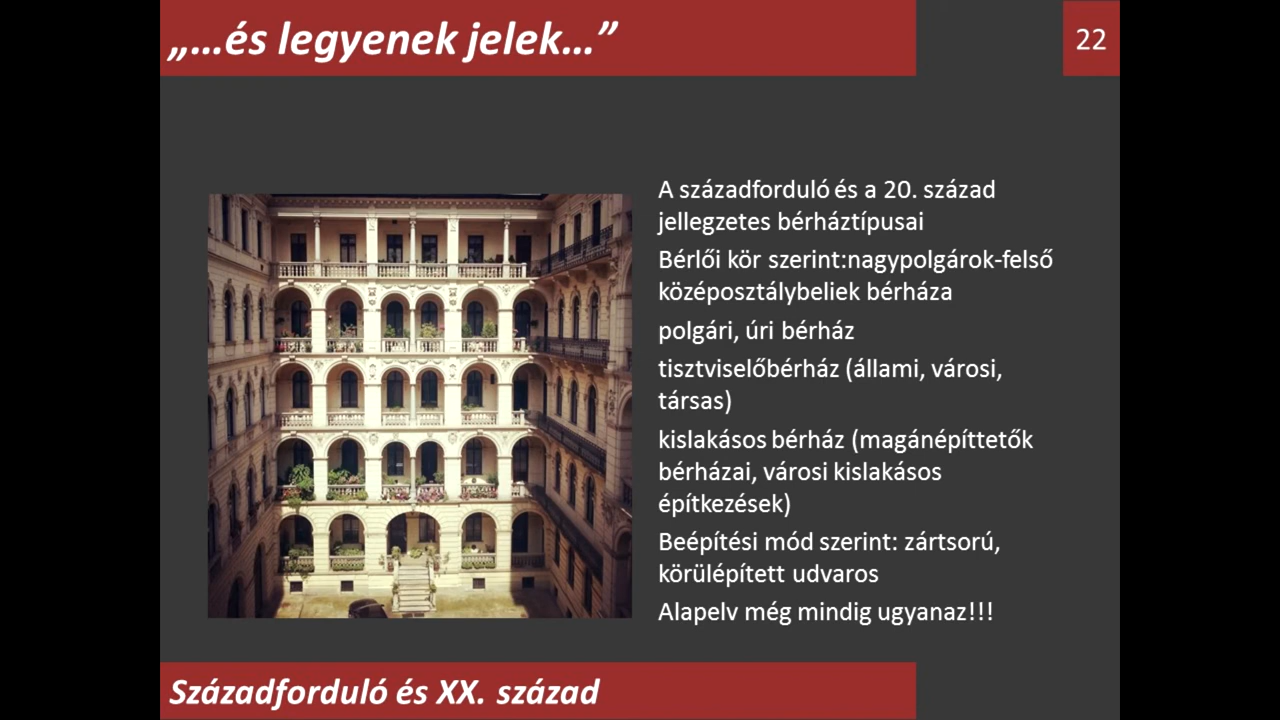 „…és legyenek jelek…”
22
A századforduló és a 20. század
jellegzetes bérháztípusai
Bérlői kör szerint:nagypolgárok-felső
középosztálybeliek bérháza
polgári, úri bérház
tisztviselőbérház (állami, városi,
társas)
kislakásos bérház (magánépíttetők
bérházai, városi kislakásos
építkezések)
Beépítési mód szerint: zártsorú,
körülépített udvaros
Alapelv még mindig ugyanaz!!!
Századforduló és XX. század